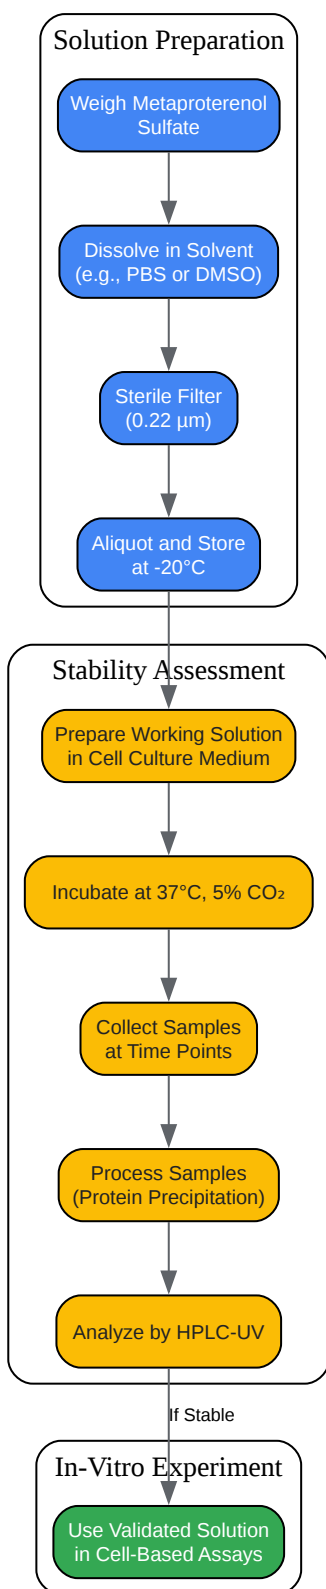 Solution Preparation
Weigh Metaproterenol
Sulfate
Dissolve in Solvent
(e.g., PBS or DMSO)
Sterile Filter
(0.22 µm)
Aliquot and Store
at -20°C
Stability Assessment
Prepare Working Solution
in Cell Culture Medium
Incubate at 37°C, 5% CO₂
Collect Samples
at Time Points
Process Samples
(Protein Precipitation)
Analyze by HPLC-UV
If Stable
In-Vitro Experiment
Use Validated Solution
in Cell-Based Assays